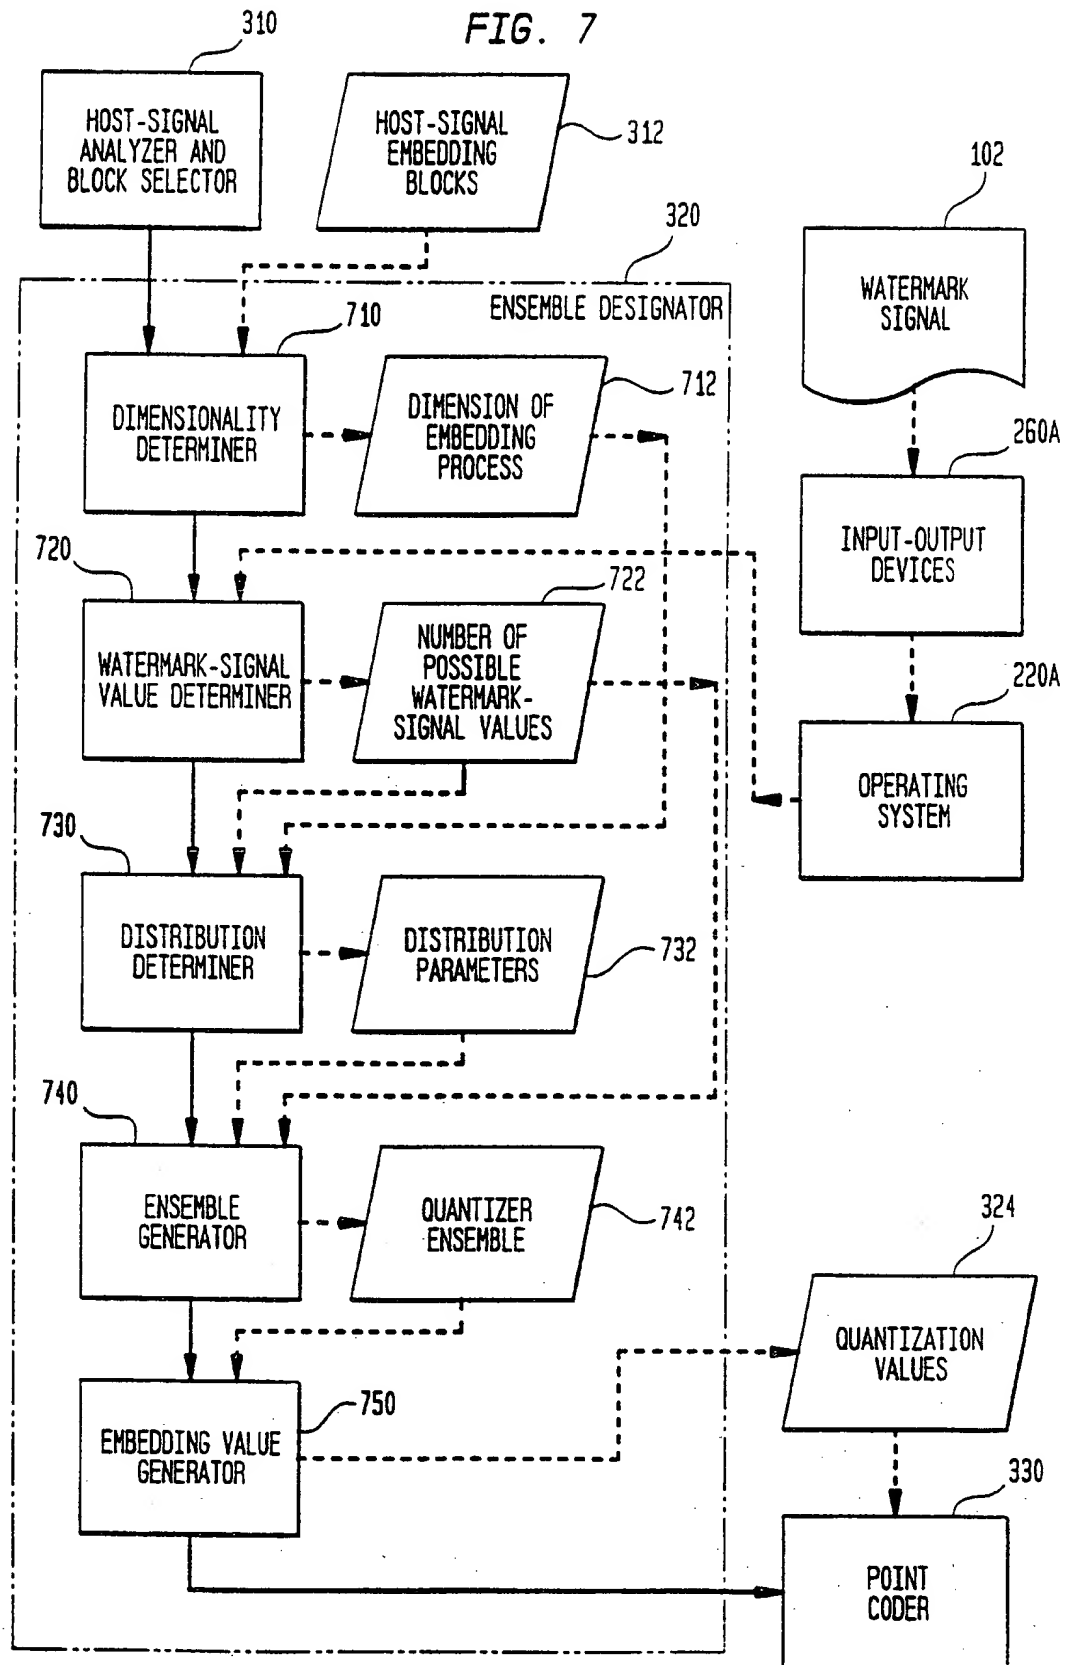 FIG. 7
310
HOST-SIGNAL
ANALYZER AND
BLOCK SELECTOR
HOST-SIGNAL
EMBEDDING
BLOCKS
312
320
102
WATERMARK
SIGNAL
ENSEMBLE DESIGNATOR
710
DIMENSIONALITY
DETERMINER
DIMENSION OF
EMBEDDING
PROCESS
712
260A
INPUT-OUTPUT
DEVICES
720
WATERMARK-SIGNAL
VALUE DETERMINER
722
NUMBER OF
POSSIBLE
WATERMARK-
SIGNAL VALUES
220A
OPERATING
SYSTEM
730
DISTRIBUTION
DETERMINER
DISTRIBUTION
PARAMETERS
732
740
ENSEMBLE
GENERATOR
QUANTIZER
ENSEMBLE
742
324
QUANTIZATION
VALUES
750
EMBEDDING VALUE
GENERATOR
330
POINT
CODER